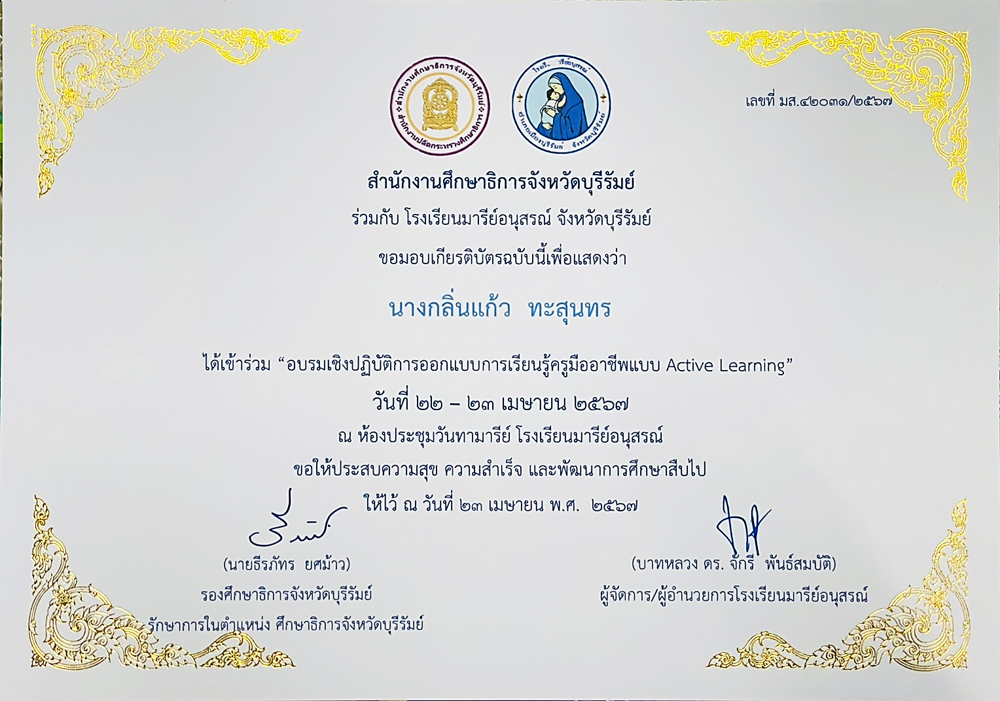 สำนักงานศึกษาธิการจังหวัดบุรีรัมย์
สำนักงานปลัดกระทรวงศึกษาธิการ
อำเภอเมืองบุรีรัมย์ จังหวัดบุรีรัมย์
เลขที่ มส.๔๒๐๓๑/๒๕๖๗
สำนักงานศึกษาธิการจังหวัดบุรีรัมย์
ร่วมกับ โรงเรียนมารีย์อนุสรณ์ จังหวัดบุรีรัมย์
ขอมอบเกียรติบัตรฉบับนี้เพื่อแสดงว่า
นางกลิ่นแก้ว ทะสุนทร
ได้เข้าร่วม “อบรมเชิงปฏิบัติการออกแบบการเรียนรู้ครูมืออาชีพแบบ Active Learning”
วันที่ ๒๒ – ๒๓ เมษายน ๒๕๖๗
ณ ห้องประชุมวันทามารีย์ โรงเรียนมารีย์อนุสรณ์
ขอให้ประสบความสุข ความสำเร็จ และพัฒนาการศึกษาสืบไป
ให้ไว้ ณ วันที่ ๒๓ เมษายน พ.ศ. ๒๕๖๗
(นายธีรภัทร ยศม้าว)
รองศึกษาธิการจังหวัดบุรีรัมย์
รักษาการในตำแหน่ง ศึกษาธิการจังหวัดบุรีรัมย์
(บาทหลวง ดร. จักรี พันธ์สมบัติ)
ผู้จัดการ/ผู้อำนวยการโรงเรียนมารีย์อนุสรณ์